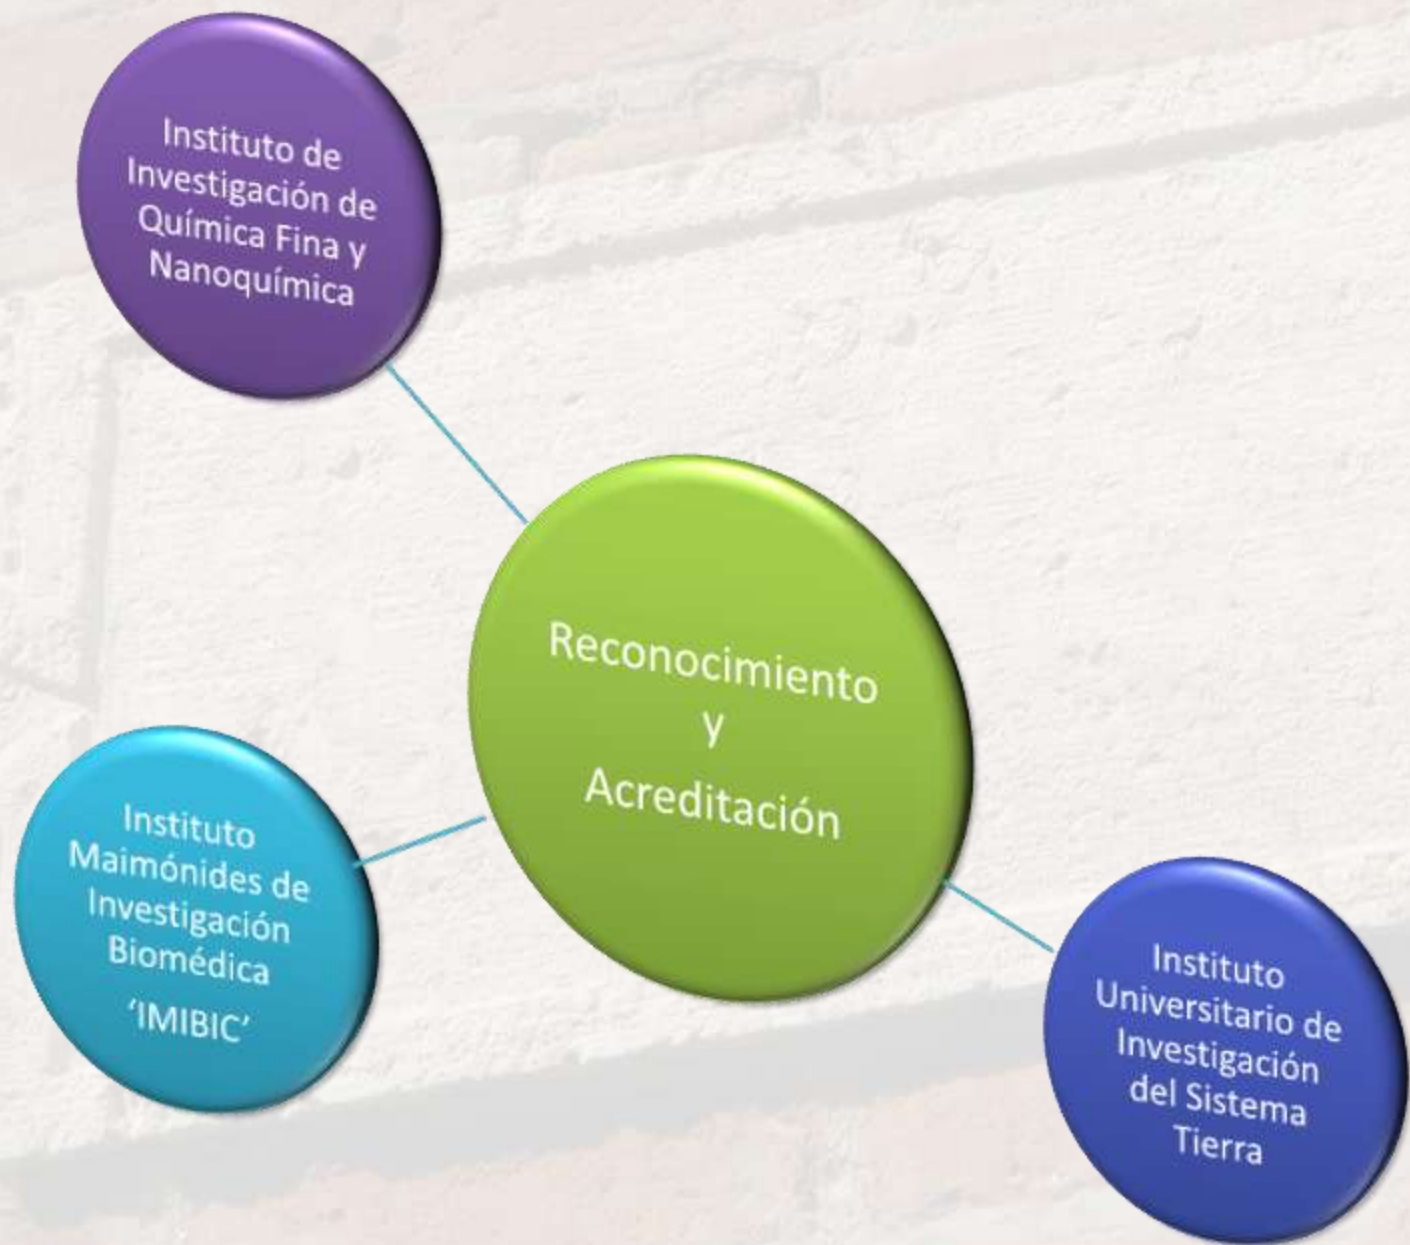 Instituto de
Investigación de
Química Fina y
Nanoquímica
Reconocimiento
y
Acreditación
Instituto
Maimónides de
Investigación
Biomédica
‘IMIBIC’
Instituto
Universitario de
Investigación
del Sistema
Tierra